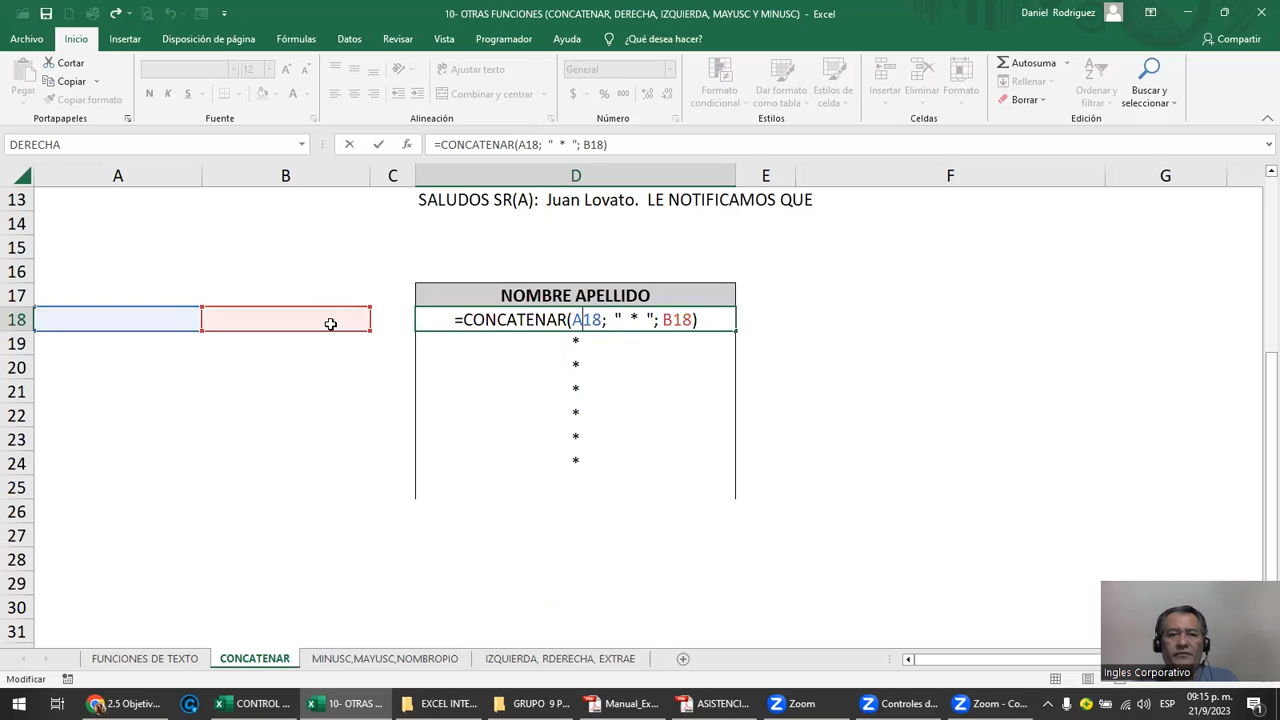 10- OTRAS FUNCIONES (CONCATENAR, DERECHA, IZQUIERDA, MAYUSC Y MINUSC) - Excel
Daniel Rodriguez
Archivo Inicio Insertar Disposición de página Fórmulas Datos Revisar Vista Programador Ayuda ¿Qué desea hacer? Compartir
Pegar
Cortar
Copiar
Copiar formato
12
N K S
Ajustar texto
Combinar y centrar
General
$ % 000
Formato condicional
Dar formato como tabla
Estilos de celda
Insertar
Eliminar
Formato
Autosuma
Rellenar
Borrar
Ordenar y filtrar
Buscar y seleccionar
Portapapeles Fuente Alineación Número Estilos Celdas Edición
DERECHA
fx
=CONCATENAR(A18; " * "; B18)
A B C D E F G
13 SALUDOS SR(A): Juan Lovato. LE NOTIFICAMOS QUE
14
15
16
17 NOMBRE APELLIDO
18 =CONCATENAR(A18; " * "; B18)
19 *
20 *
21 *
22 *
23 *
24 *
25
26
27
28
29
30
31
Ingles Corporativo
FUNCIONES DE TEXTO CONCATENAR MINUSC,MAYUSC,NOMBROPIO IZQUIERDA, RDERECHA, EXTRAE
Modificar
2.5 Objetiv... CONTROL ... 10- OTRAS ... EXCEL INTE... GRUPO 9 P... Manual_Ex... ASISTENCI... Zoom Controles d... Zoom - Co... ESP 09:15 p. m.
21/9/2023